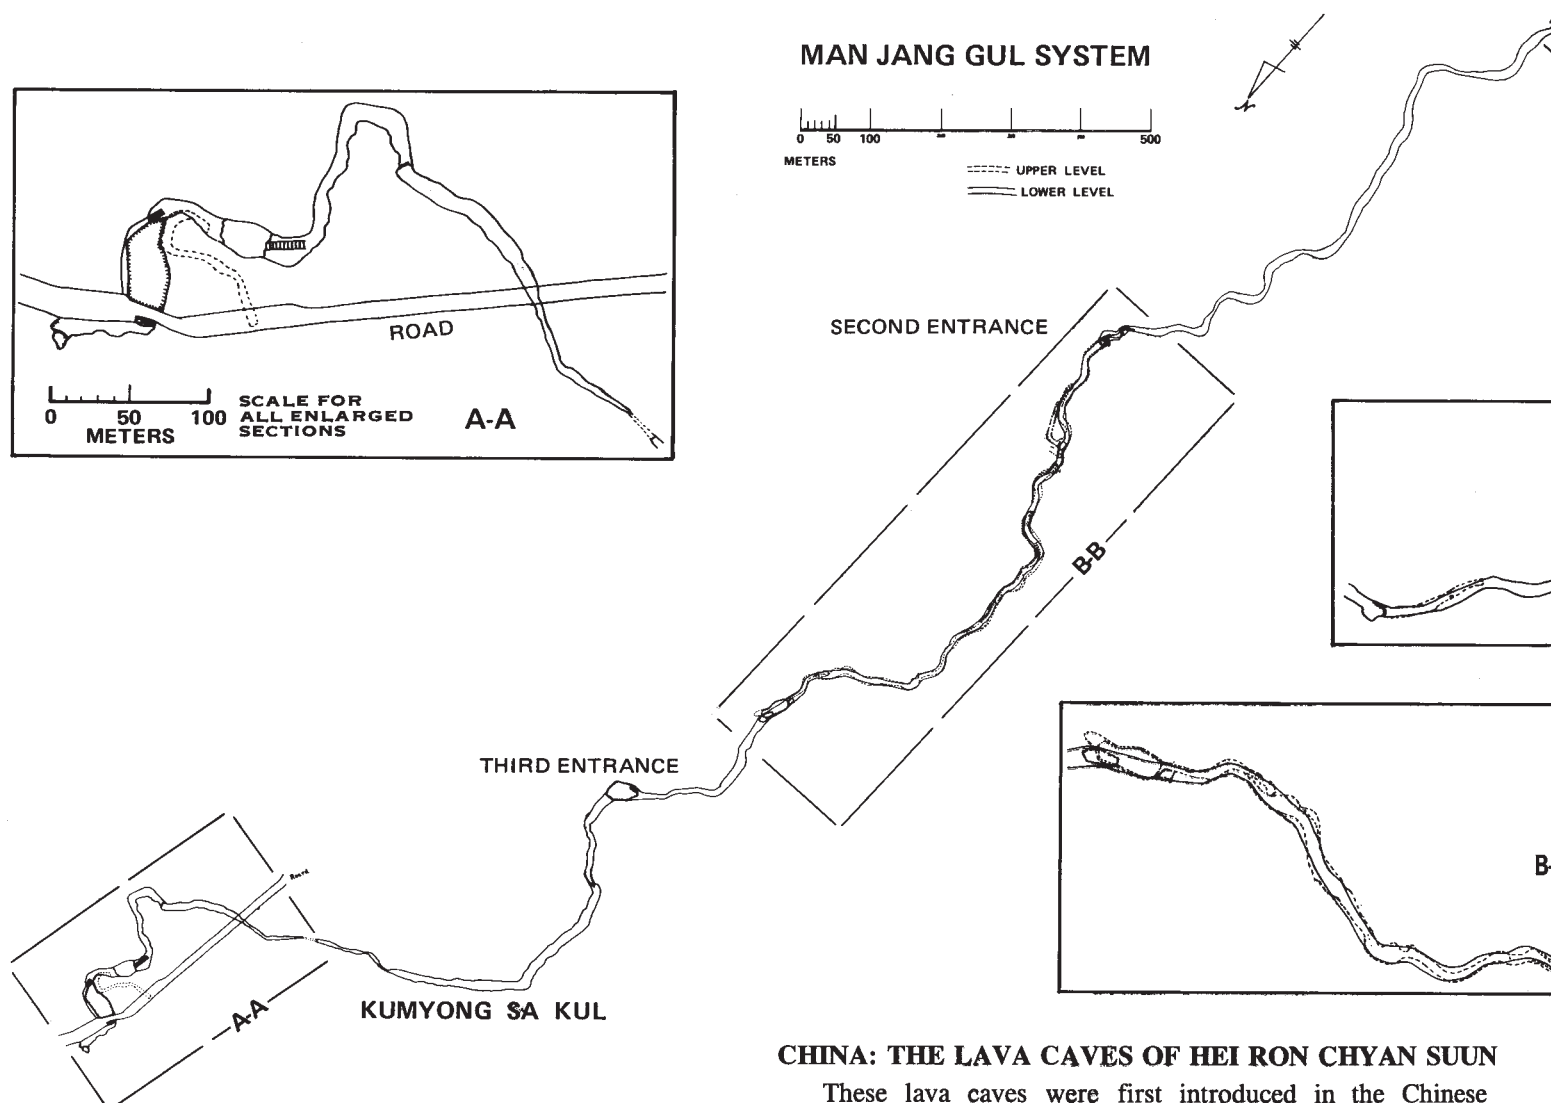 MAN JANG GUL SYSTEM
0 50 100 500
METERS
UPPER LEVEL
LOWER LEVEL
N
SECOND ENTRANCE
ROAD
0 50 100
METERS
SCALE FOR
ALL ENLARGED
SECTIONS
A-A
B-B
THIRD ENTRANCE
Road
A-A
KUMYONG SA KUL
B-
CHINA: THE LAVA CAVES OF HEI RON CHYAN SUUN
These lava caves were first introduced in the Chinese